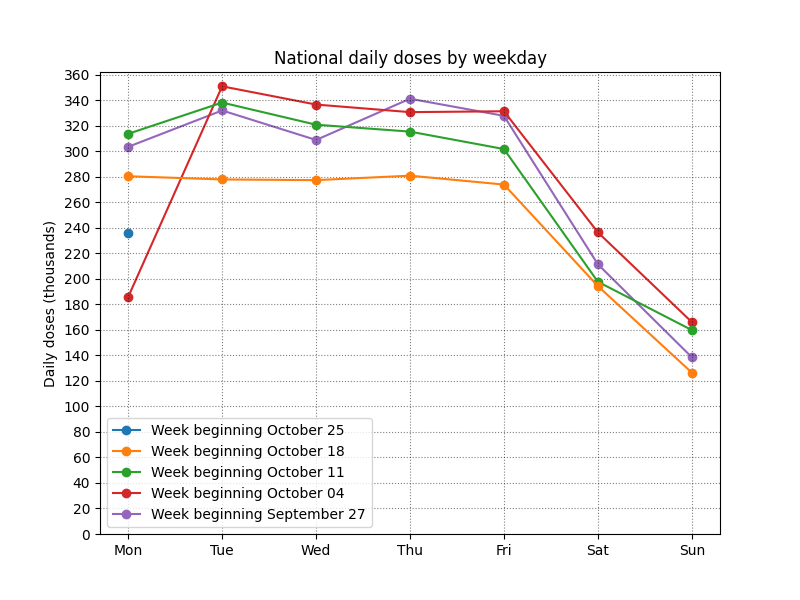 National daily doses by weekday
Daily doses (thousands)
360
340
320
300
280
260
240
220
200
180
160
140
120
100
80
60
40
20
0
Week beginning October 25
Week beginning October 18
Week beginning October 11
Week beginning October 04
Week beginning September 27
Mon Tue Wed Thu Fri Sat Sun